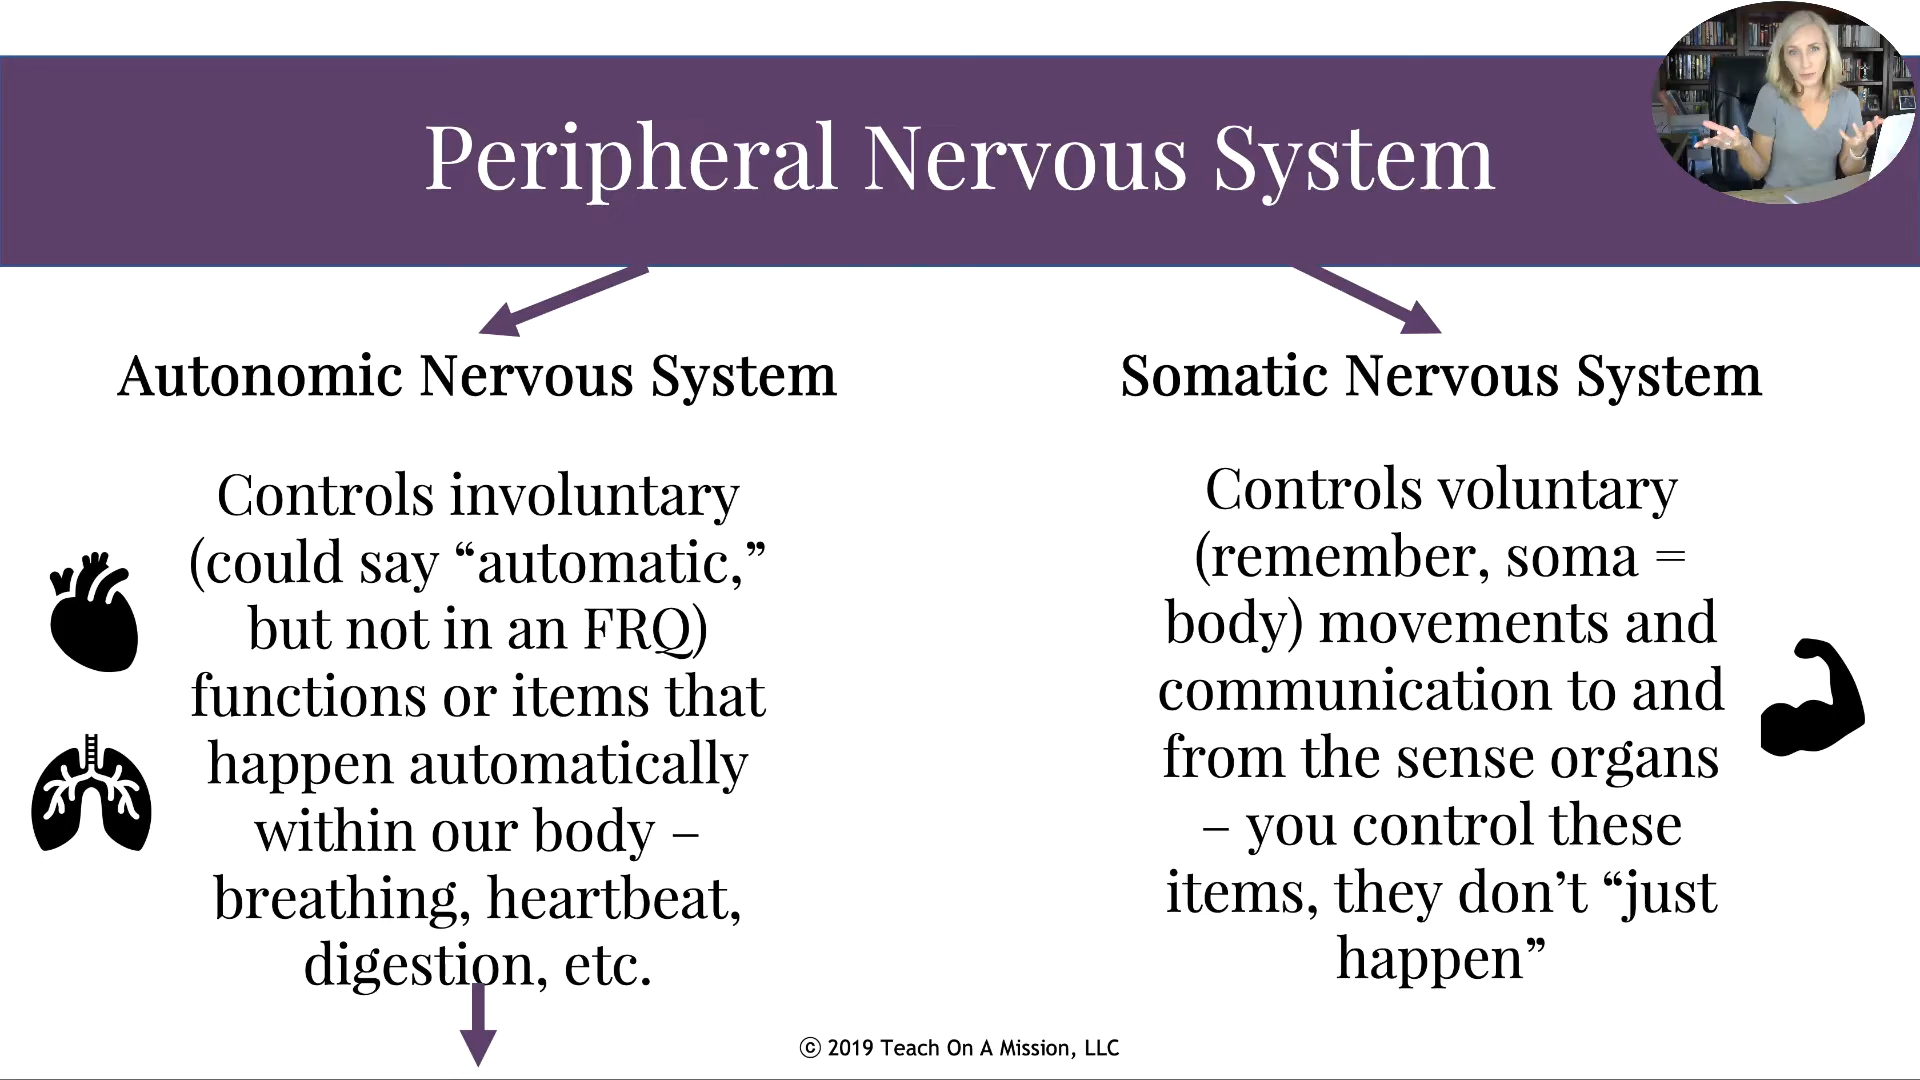 Peripheral Nervous System
Autonomic Nervous System
Controls involuntary
(could say “automatic,”
but not in an FRQ)
functions or items that
happen automatically
within our body –
breathing, heartbeat,
digestion, etc.
Somatic Nervous System
Controls voluntary
(remember, soma =
body) movements and
communication to and
from the sense organs
– you control these
items, they don’t “just
happen”
© 2019 Teach On A Mission, LLC